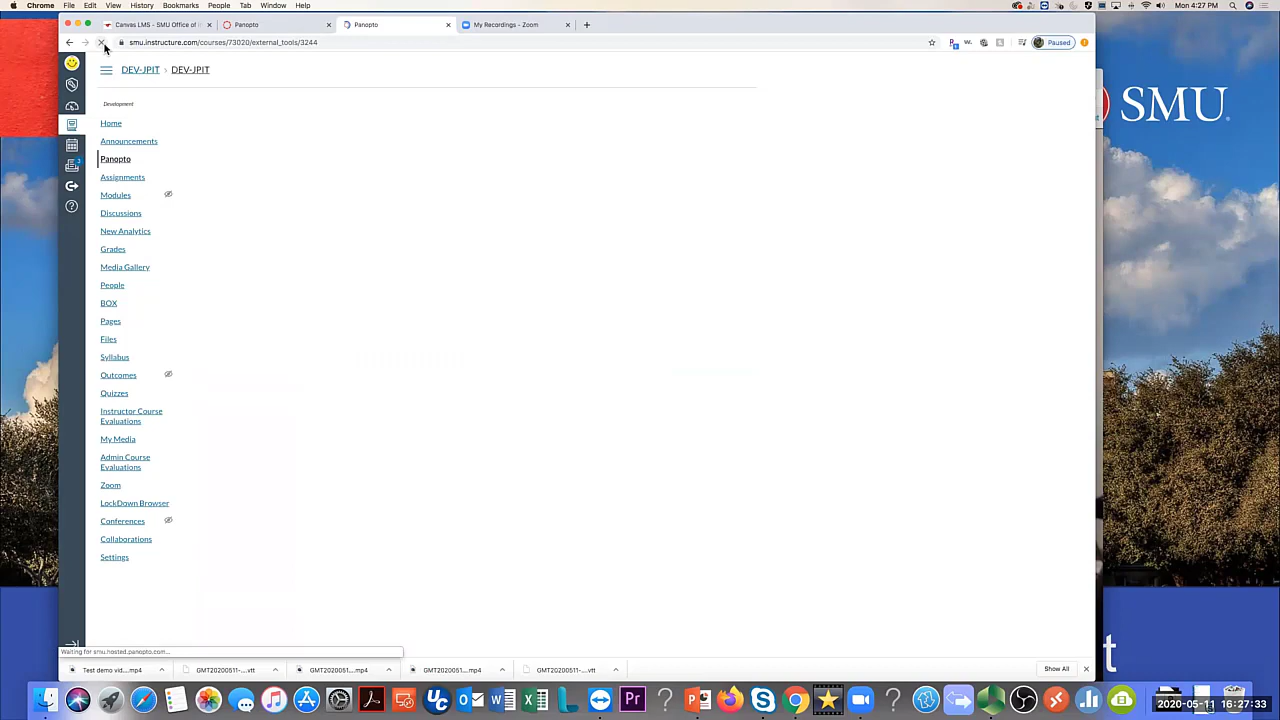 Chrome File Edit View History Bookmarks People Tab Window Help Mon 4:27 PM
Canvas LMS - SMU Office of I
Panopto
Panopto
My Recordings - Zoom
smu.instructure.com/courses/73020/external_tools/3244
Paused
DEV-JPIT › DEV-JPIT
SMU
Development
Home
Announcements
Panopto
Assignments
Modules
Discussions
New Analytics
Grades
Media Gallery
People
BOX
Pages
Files
Syllabus
Outcomes
Quizzes
Instructor Course
Evaluations
My Media
Admin Course
Evaluations
Zoom
LockDown Browser
Conferences
Collaborations
Settings
Waiting for smu.hosted.panopto.com...
Test demo vid....mp4
GMT20200511-....vtt
GMT2020051....mp4
GMT2020051....mp4
GMT20200511-....vtt
Show All
2020-05-11 16:27:33